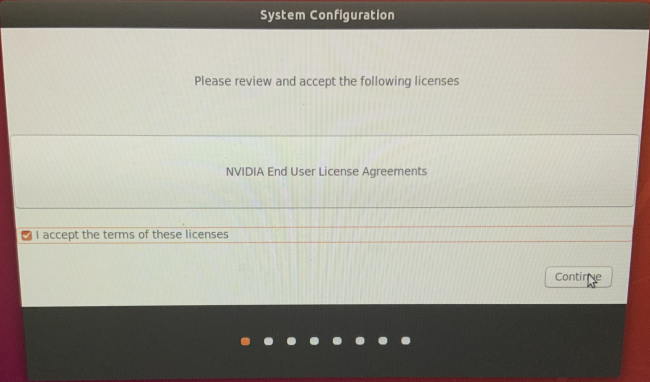 System Configuration
Please review and accept the following licenses
NVIDIA End User License Agreements
I accept the terms of these licenses
Continue